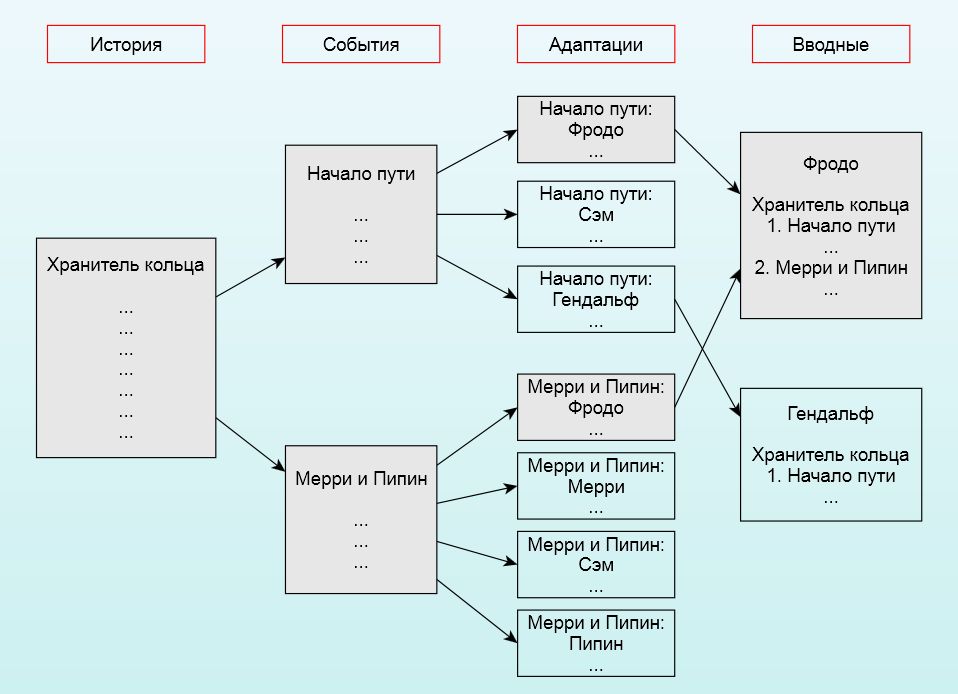 История
События
Адаптации
Вводные
Хранитель кольца
...
...
...
...
...
...
...
Начало пути
...
...
...
Мерри и Пипин
...
...
...
Начало пути:
Фродо
...
Начало пути:
Сэм
...
Начало пути:
Гендальф
...
Мерри и Пипин:
Фродо
...
Мерри и Пипин:
Мерри
...
Мерри и Пипин:
Сэм
...
Мерри и Пипин:
Пипин
...
Фродо
Хранитель кольца
1. Начало пути
...
2. Мерри и Пипин
...
Гендальф
Хранитель кольца
1. Начало пути
...